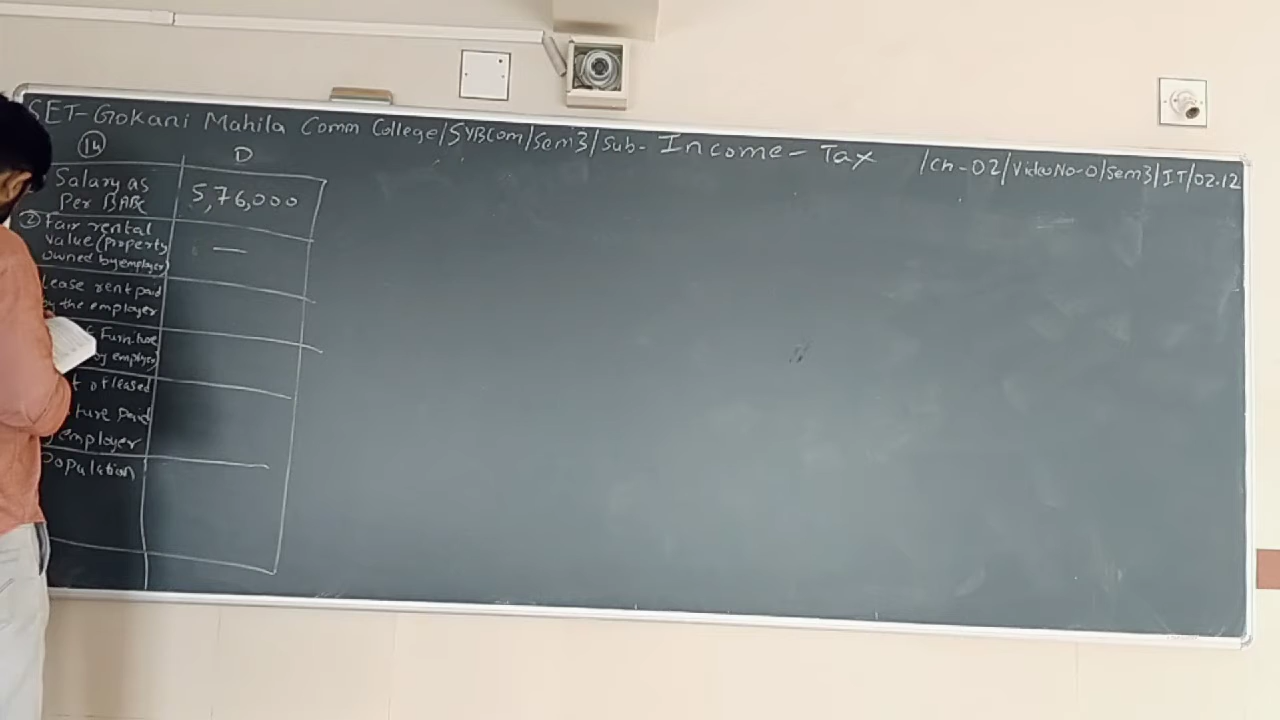 SET-Gokani Mahila Comm College/SYBCom/Sem3/Sub- Income-Tax /Ch-02/VideoNo-0/Sem3/IT/02.12
14
D
Salary as
Per BABC
5,76,000
② Fair rental
value (Property
owned by employer)
—
Lease rent paid
by the employer
Furniture
by employer
of leased
ture paid
employer
Population